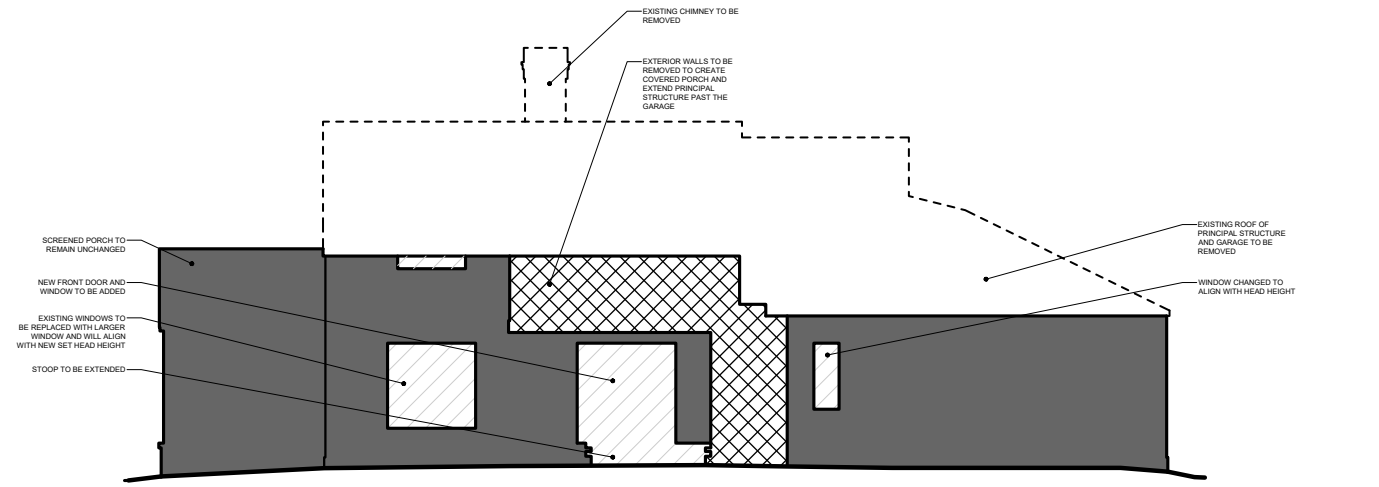 EXISTING CHIMNEY TO BE
REMOVED
EXTERIOR WALLS TO BE
REMOVED TO CREATE
COVERED PORCH AND
EXTEND PRINCIPAL
STRUCTURE PAST THE
GARAGE
SCREENED PORCH TO
REMAIN UNCHANGED
NEW FRONT DOOR AND
WINDOW TO BE ADDED
EXISTING WINDOWS TO
BE REPLACED WITH LARGER
WINDOW AND WILL ALIGN
WITH NEW SET HEAD HEIGHT
STOOP TO BE EXTENDED
EXISTING ROOF OF
PRINCIPAL STRUCTURE
AND GARAGE TO BE
REMOVED
WINDOW CHANGED TO
ALIGN WITH HEAD HEIGHT